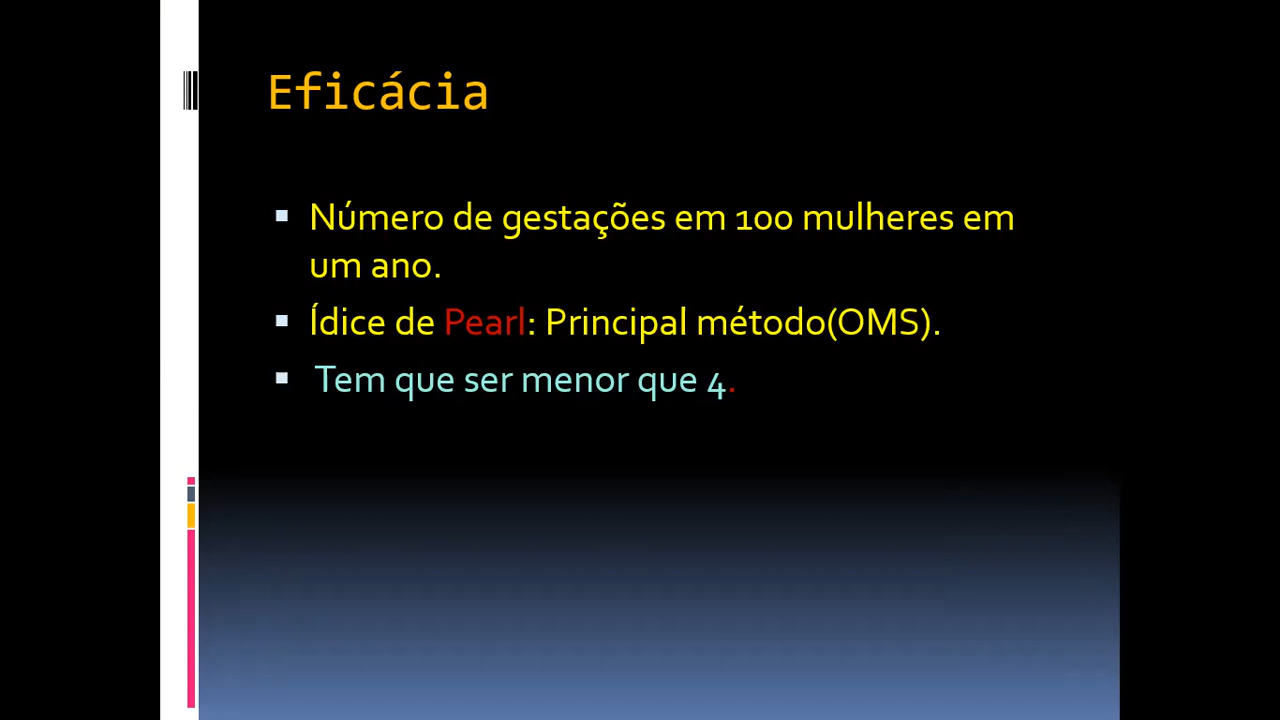 Eficácia
Número de gestações em 100 mulheres em
um ano.
Ídice de Pearl: Principal método(OMS).
Tem que ser menor que 4.